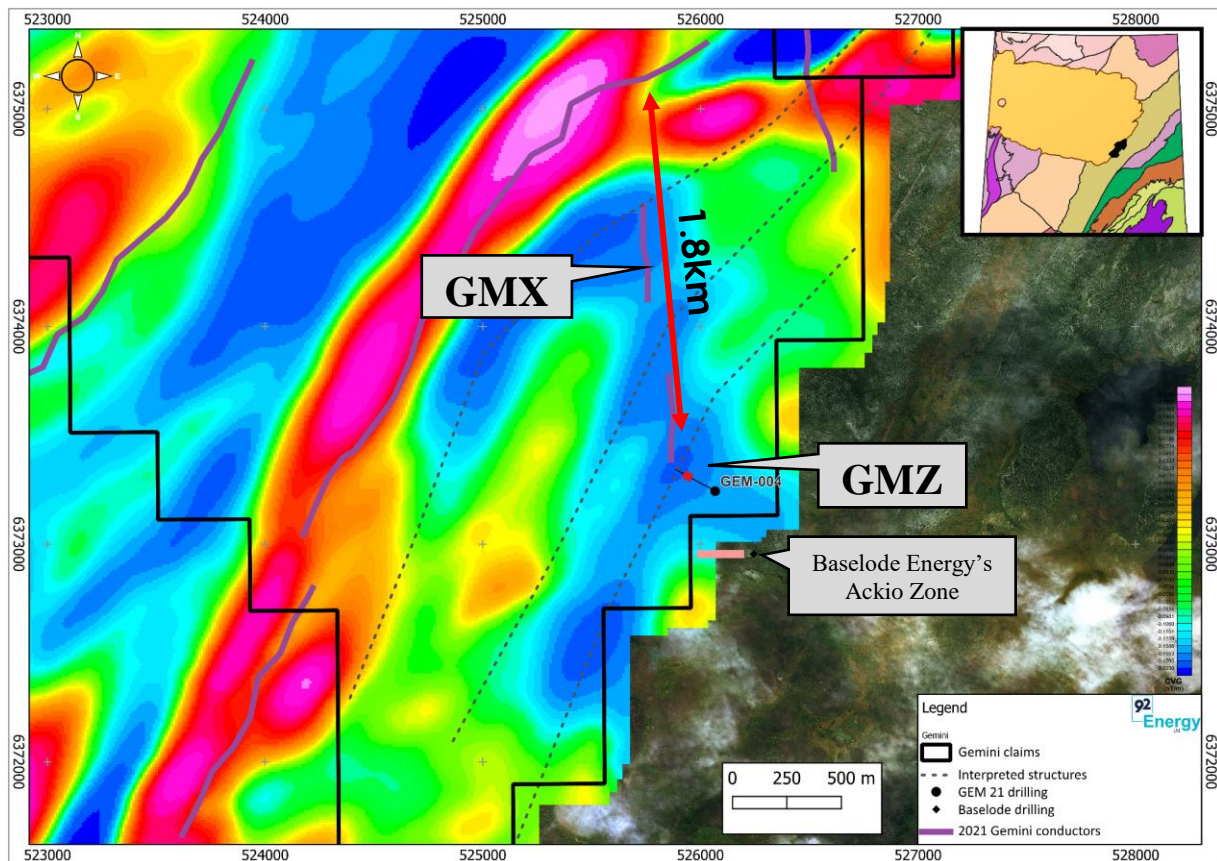 523000
524000
525000
526000
527000
528000
N
W
E
S
6375000
6375000
1.8km
GMX
6374000
6374000
GMZ
GEM-004
6373000
6373000
Baselode Energy's
Ackio Zone
CVG
Legend
92
Energy
Gemini
Gemini claims
Interpreted structures
GEM 21 drilling
Baselode drilling
2021 Gemini conductors
0
250
500 m
6372000
6372000
523000
524000
525000
526000
527000
528000